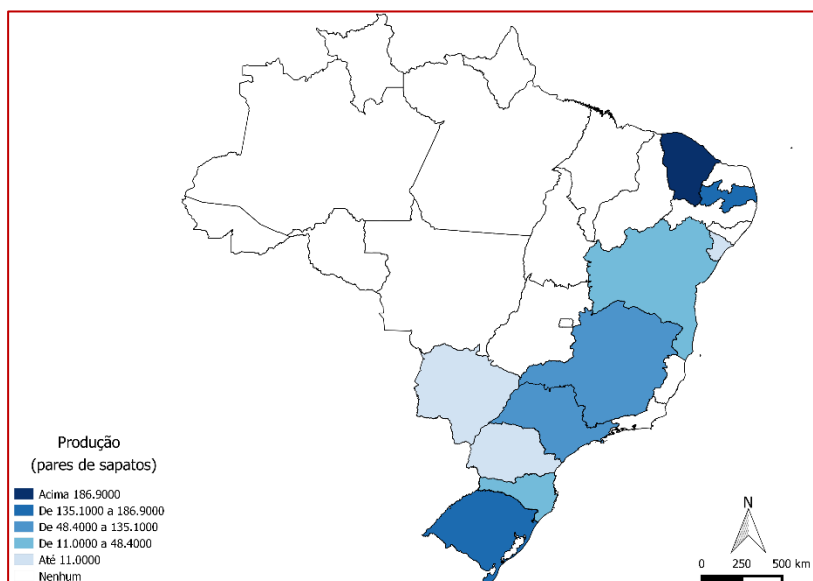 Produção
(pares de sapatos)
Acima 186.9000
De 135.1000 a 186.9000
De 48.4000 a 135.1000
De 11.0000 a 48.4000
Até 11.0000
Nenhum
N
0 250 500 km